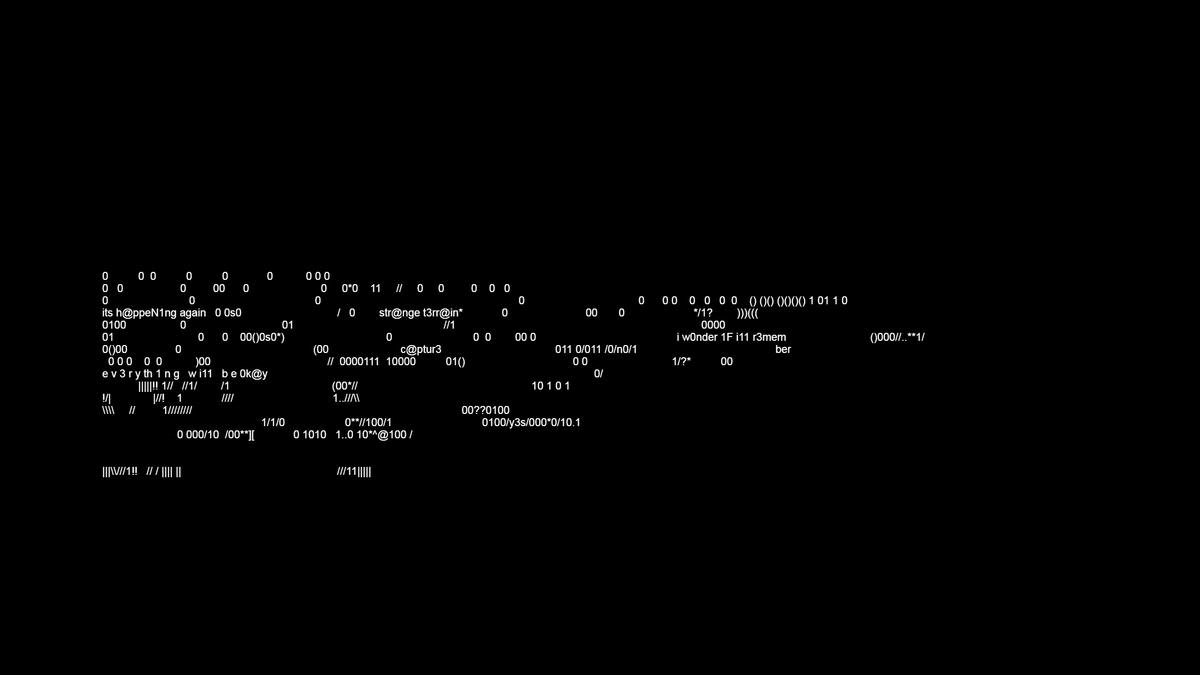 0 0 0 0 0 0 0 0 0
0 0 0 00 0 0 0*0 11 // 0 0 0 0 0
0 0 0 0 0 0 0 0 0 0 0 () ()() ()()()() 1 01 1 0
its h@ppeN1ng again 0 0s0 / 0 str@nge t3rr@in* 0 00 0 */1? )))(((
0100 0 01 //1 0000
01 0 0 00()0s0*) 0 0 0 00 0 i w0nder 1F i11 r3mem ()000//..**1/
0()00 0 (00 c@ptur3 011 0/011 /0/n0/1 ber
0 0 0 0 0 )00 // 0000111 10000 01() 0 0 1/?* 00
e v 3 r y th 1 n g w i11 b e 0k@y 0/
|||||!! 1// //1/ /1 (00*// 10 1 0 1
!/| |//! 1 //// 1..///\\
\\\\ // 1//////// 00??0100
1/1/0 0**//100/1 0100/y3s/000*0/10.1
0 000/10 /00**][ 0 1010 1..0 10*^@100 /
|||\\///1!! // / |||| || ///11|||||